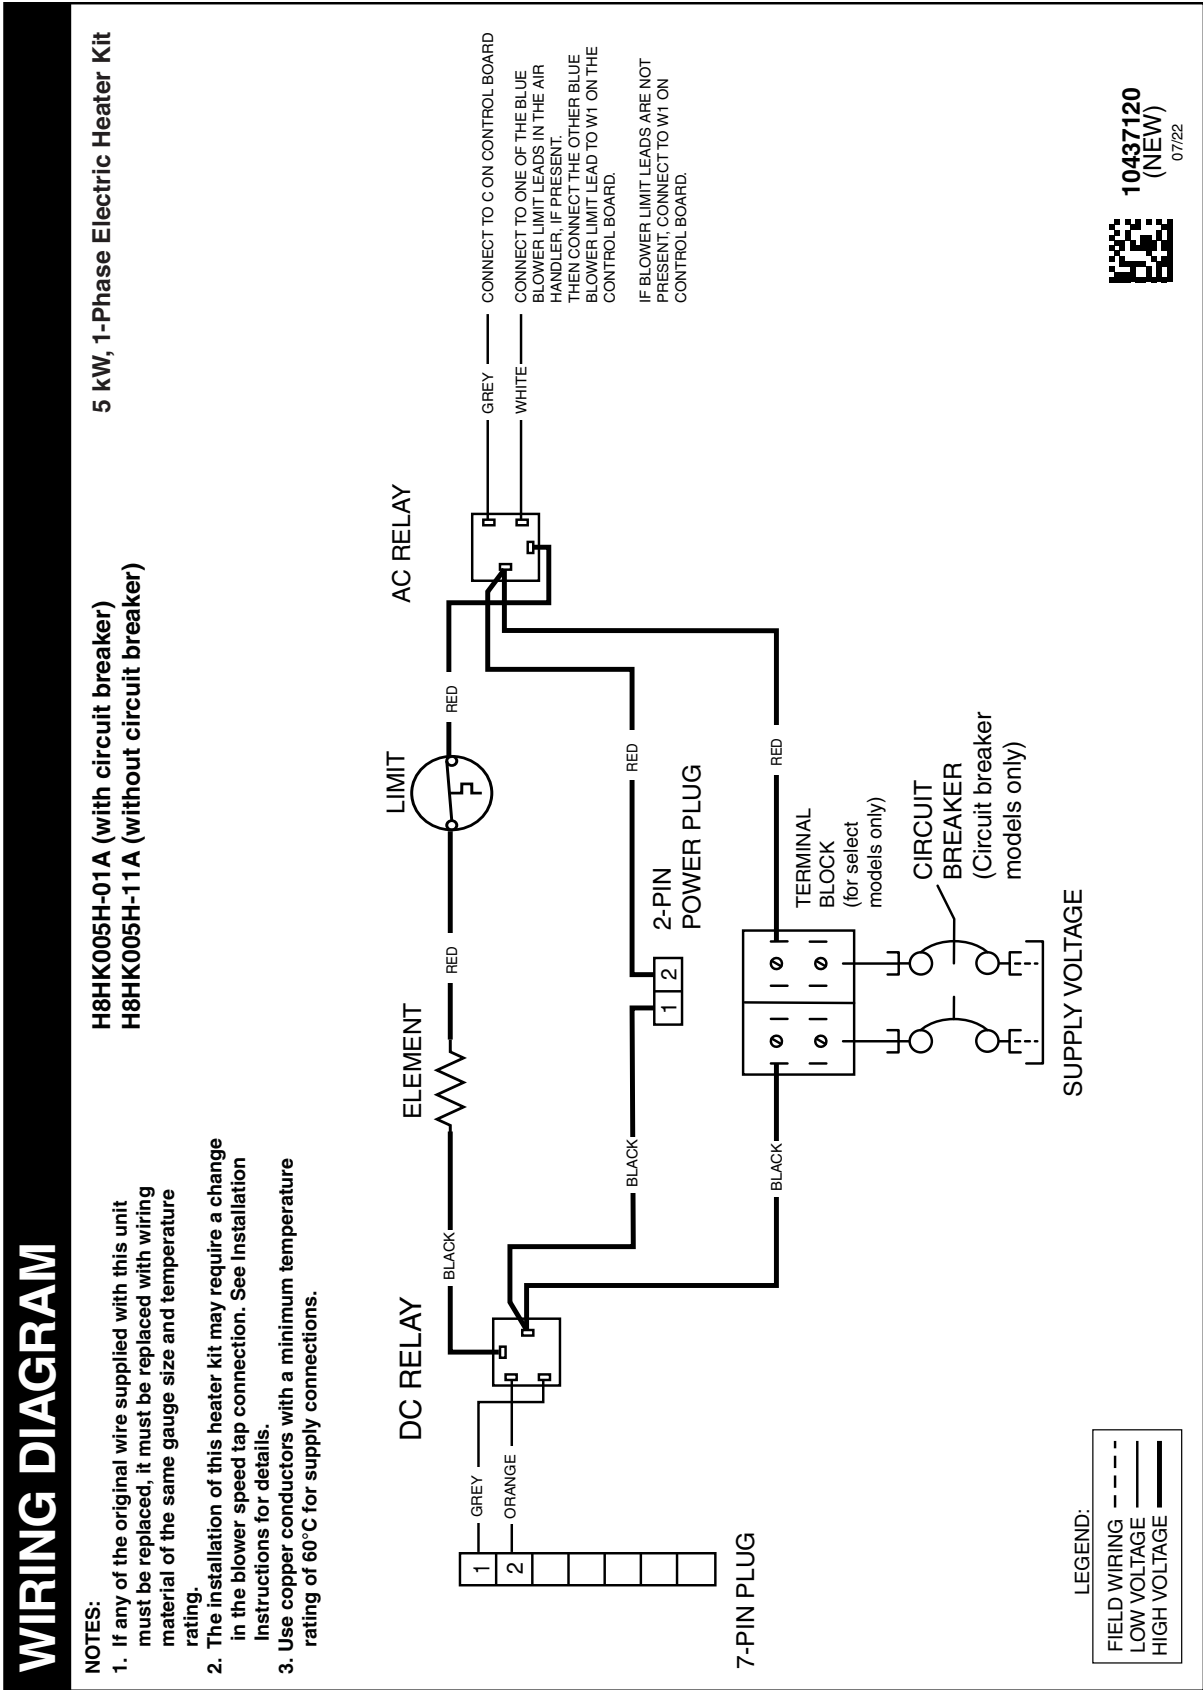 WIRING DIAGRAM
NOTES:
1. If any of the original wire supplied with this unit
must be replaced, it must be replaced with wiring
material of the same gauge size and temperature
rating.
2. The installation of this heater kit may require a change
in the blower speed tap connection. See Installation
Instructions for details.
3. Use copper conductors with a minimum temperature
rating of 60°C for supply connections.
H8HK005H-01A (with circuit breaker)
H8HK005H-11A (without circuit breaker)
5 kW, 1-Phase Electric Heater Kit
DC RELAY
ELEMENT
LIMIT
AC RELAY
BLACK
RED
RED
GREY
CONNECT TO C ON CONTROL BOARD
WHITE
CONNECT TO ONE OF THE BLUE
BLOWER LIMIT LEADS IN THE AIR
HANDLER, IF PRESENT.
THEN CONNECT THE OTHER BLUE
BLOWER LIMIT LEAD TO W1 ON THE
CONTROL BOARD.
IF BLOWER LIMIT LEADS ARE NOT
PRESENT, CONNECT TO W1 ON
CONTROL BOARD.
1
GREY
2
ORANGE
7-PIN PLUG
BLACK
1
2
RED
2-PIN
POWER PLUG
BLACK
RED
TERMINAL
BLOCK
(for select
models only)
CIRCUIT
BREAKER
(Circuit breaker
models only)
SUPPLY VOLTAGE
LEGEND:
FIELD WIRING
LOW VOLTAGE
HIGH VOLTAGE
10437120
(NEW)
07/22